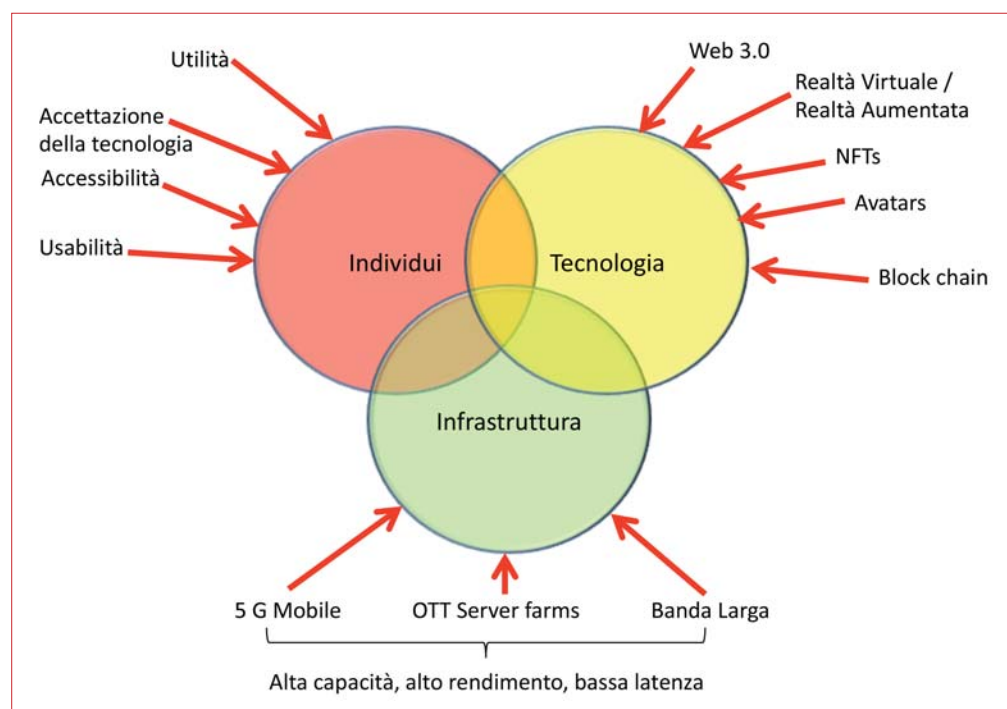 Utilità
Accettazione
della tecnologia
Accessibilità
Usabilità
Web 3.0
Realtà Virtuale /
Realtà Aumentata
NFTs
Avatars
Block chain
Individui
Tecnologia
Infrastruttura
5 G Mobile
OTT Server farms
Banda Larga
Alta capacità, alto rendimento, bassa latenza